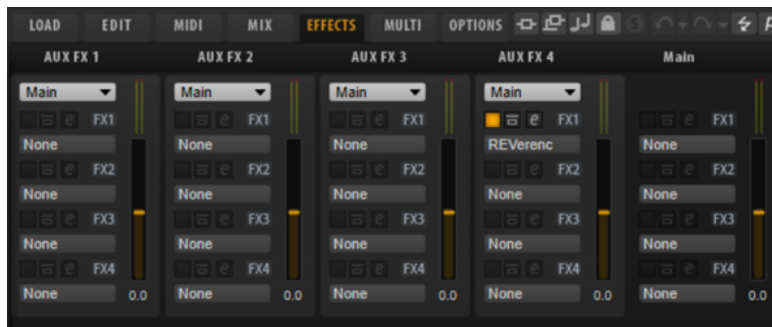 LOAD EDIT MIDI MIX EFFECTS MULTI OPTIONS
AUX FX 1 AUX FX 2 AUX FX 3 AUX FX 4 Main
Main Main Main Main
e FX1 e FX1 e FX1 e FX1 e FX1
None None None REVerenc None
e FX2 e FX2 e FX2 e FX2 e FX2
None None None None None
e FX3 e FX3 e FX3 e FX3 e FX3
None None None None None
e FX4 e FX4 e FX4 e FX4 e FX4
None 0.0 None 0.0 None 0.0 None 0.0 None 0.0